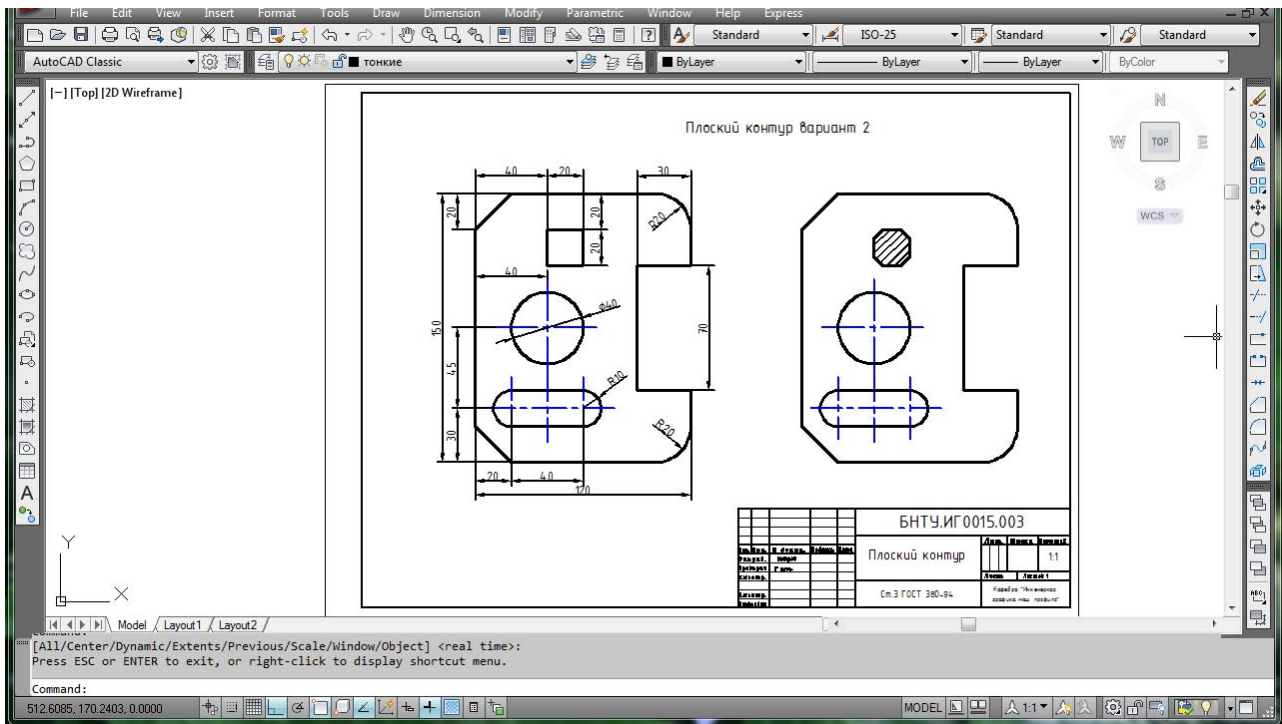 File Edit View Insert Format Tools Draw Dimension Modify Parametric Window Help Express
Standard ISO-25 Standard Standard
AutoCAD Classic тонкие ByLayer ByLayer ByLayer ByColor
[−] [Top] [2D Wireframe]
N
W TOP E
S
WCS
Плоский контур вариант 2
40 20 30
20 20 R20
20
40
Ø40
150 70
45
R10
30 R20
20 40
120
БНТУ.ИГ0015.003
Плоский контур
1:1
Ст.3 ГОСТ 380-94
Y
X
Model Layout1 Layout2
[All/Center/Dynamic/Extents/Previous/Scale/Window/Object] <real time>:
Press ESC or ENTER to exit, or right-click to display shortcut menu.
Command:
512.6085, 170.2403, 0.0000 MODEL 1:1